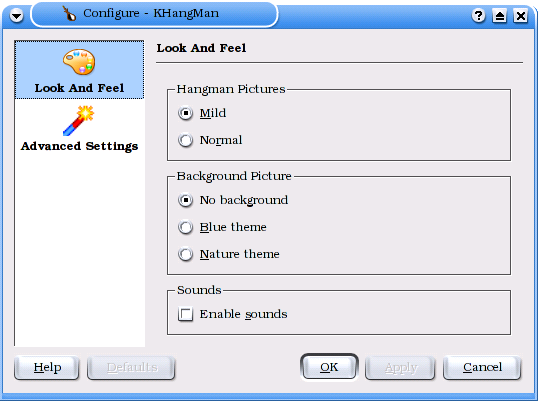 Configure - KHangMan
Look And Feel
Advanced Settings
Look And Feel
Hangman Pictures
Mild
Normal
Background Picture
No background
Blue theme
Nature theme
Sounds
Enable sounds
Help
Defaults
OK
Apply
Cancel